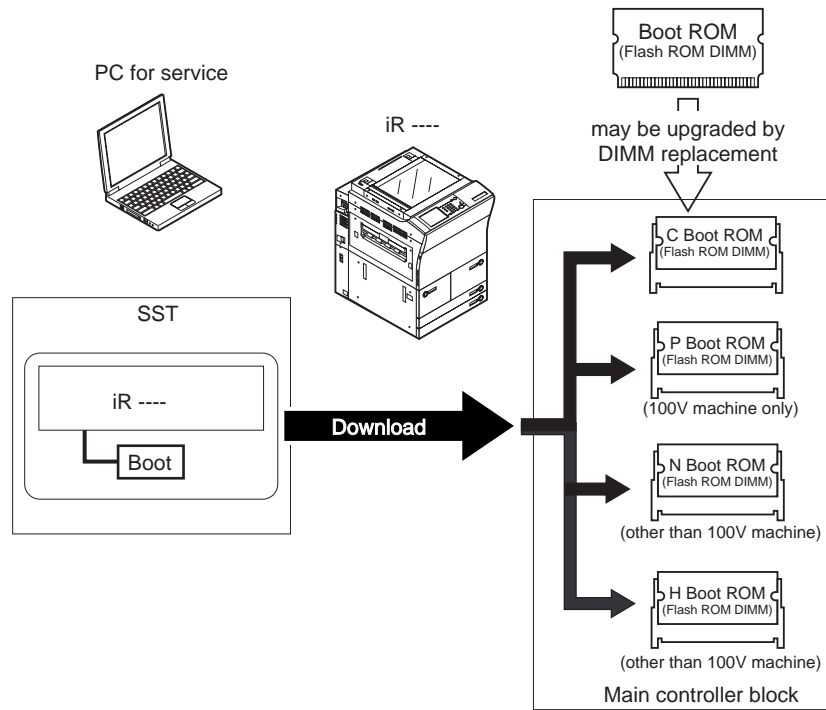 PC for service
iR ----
Boot ROM
(Flash ROM DIMM)
may be upgraded by
DIMM replacement
SST
iR ----
Boot
Download
C Boot ROM
(Flash ROM DIMM)
P Boot ROM
(Flash ROM DIMM)
(100V machine only)
N Boot ROM
(Flash ROM DIMM)
(other than 100V machine)
H Boot ROM
(Flash ROM DIMM)
(other than 100V machine)
Main controller block